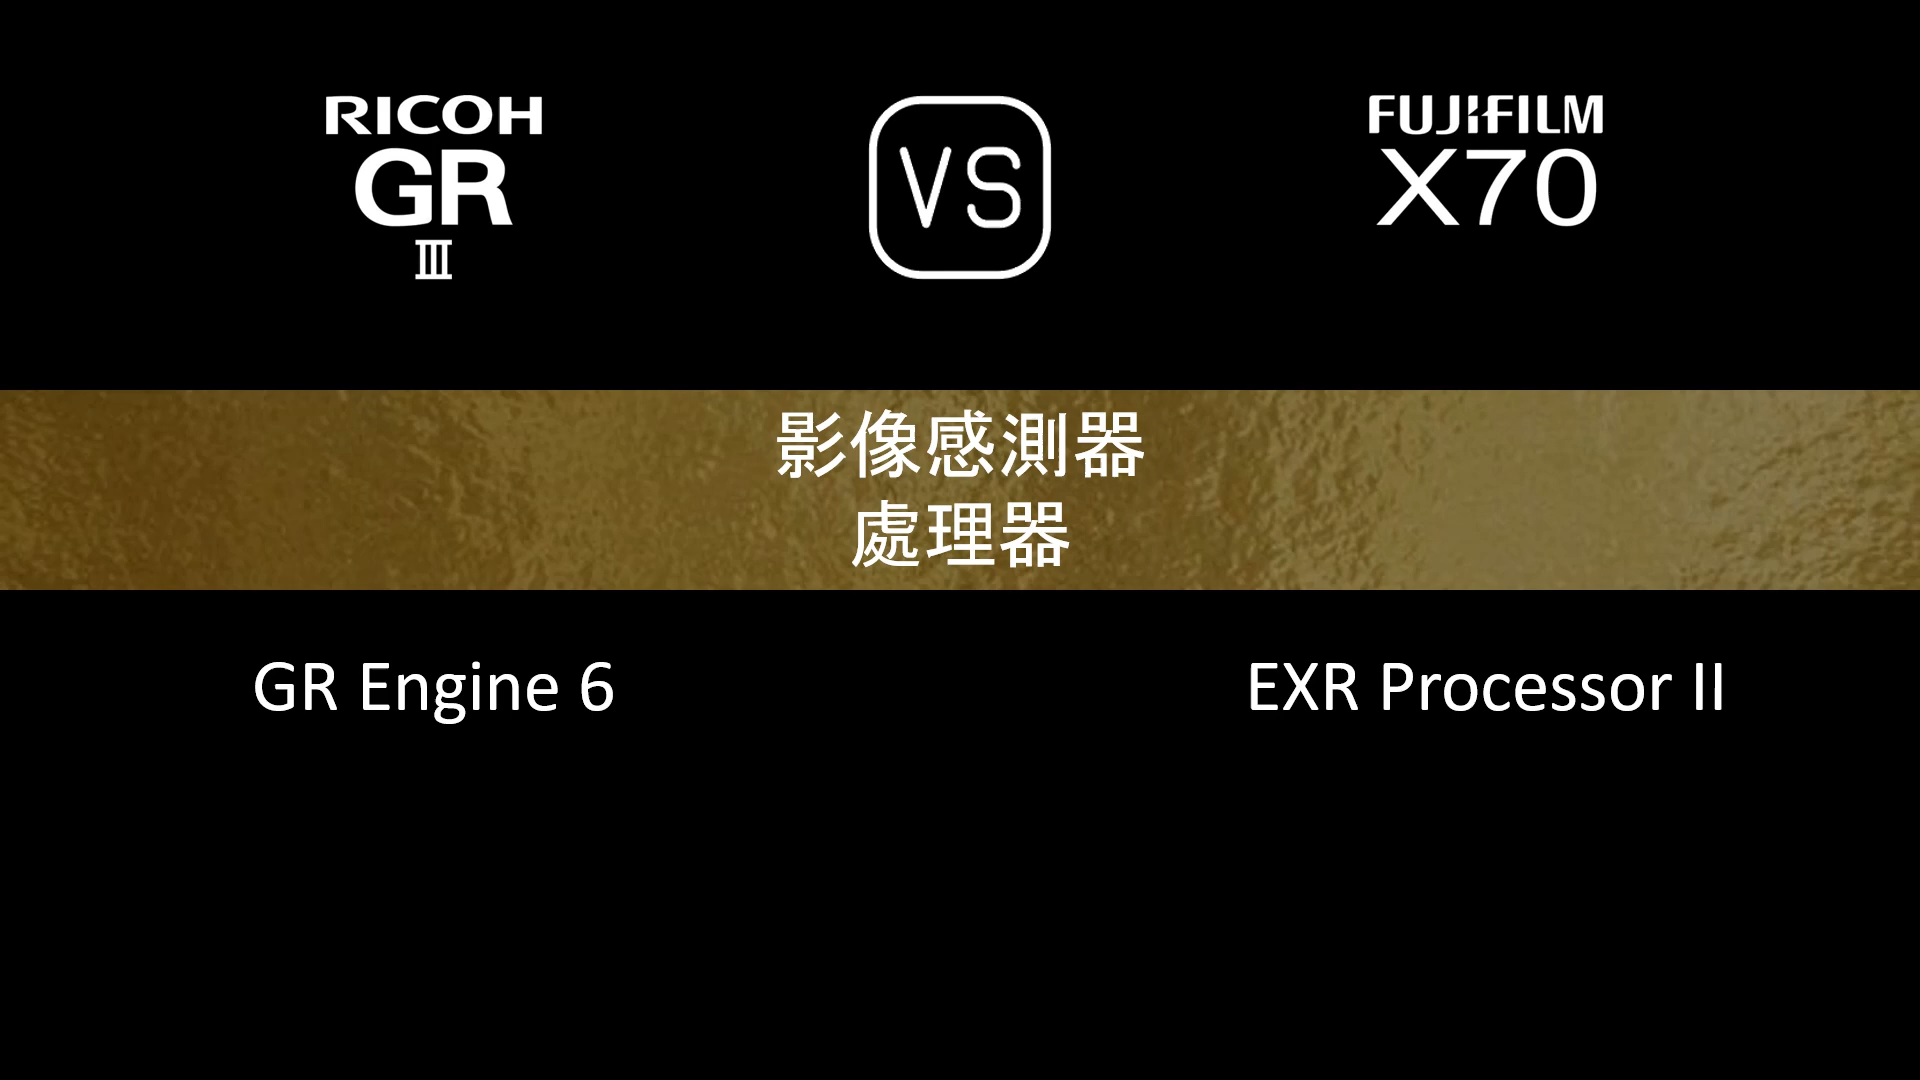 RICOH
GR
III
VS
FUJIFILM
X70
影像感測器
處理器
GR Engine 6
EXR Processor II